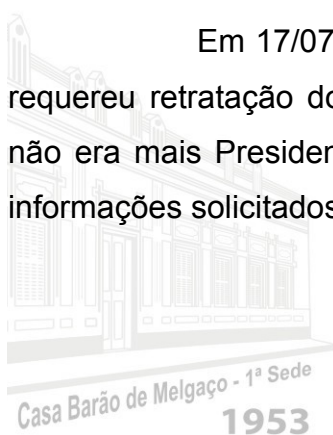 Em 17/07
requereu retratação do
não era mais Presiden
informações solicitados
Casa Barão de Melgaço - 1ª Sede
1953